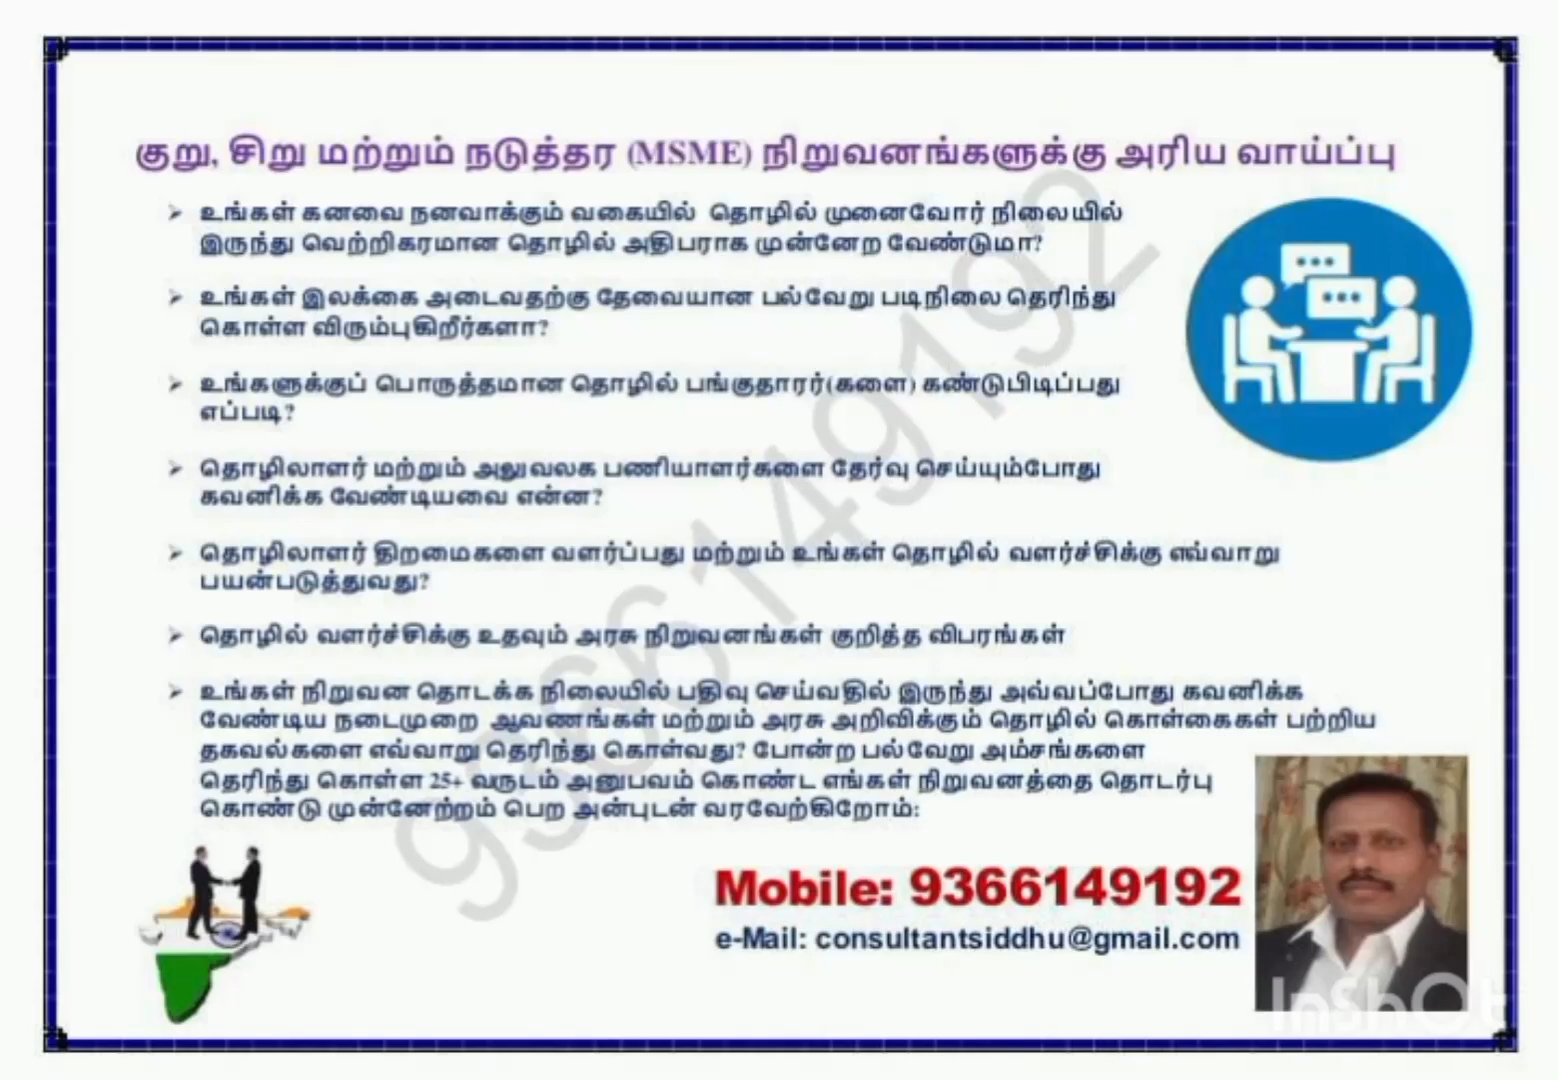 குறு, சிறு மற்றும் நடுத்தர (MSME) நிறுவனங்களுக்கு அரிய வாய்ப்பு
➢ உங்கள் கனவை நனவாக்கும் வகையில் தொழில் முனைவோர் நிலையில்
இருந்து வெற்றிகரமான தொழில் அதிபராக முன்னேற வேண்டுமா?
➢ உங்கள் இலக்கை அடைவதற்கு தேவையான பல்வேறு படிநிலை தெரிந்து
கொள்ள விரும்புகிறீர்களா?
➢ உங்களுக்குப் பொருத்தமான தொழில் பங்குதாரர்(களை) கண்டுபிடிப்பது
எப்படி?
➢ தொழிலாளர் மற்றும் அலுவலக பணியாளர்களை தேர்வு செய்யும்போது
கவனிக்க வேண்டியவை என்ன?
➢ தொழிலாளர் திறமைகளை வளர்ப்பது மற்றும் உங்கள் தொழில் வளர்ச்சிக்கு எவ்வாறு
பயன்படுத்துவது?
➢ தொழில் வளர்ச்சிக்கு உதவும் அரசு நிறுவனங்கள் குறித்த விபரங்கள்
➢ உங்கள் நிறுவன தொடக்க நிலையில் பதிவு செய்வதில் இருந்து அவ்வப்போது கவனிக்க
வேண்டிய நடைமுறை ஆவணங்கள் மற்றும் அரசு அறிவிக்கும் தொழில் கொள்கைகள் பற்றிய
தகவல்களை எவ்வாறு தெரிந்து கொள்வது? போன்ற பல்வேறு அம்சங்களை
தெரிந்து கொள்ள 25+ வருடம் அனுபவம் கொண்ட எங்கள் நிறுவனத்தை தொடர்பு
கொண்டு முன்னேற்றம் பெற அன்புடன் வரவேற்கிறோம்:
9366149192
Mobile: 9366149192
e-Mail: consultantsiddhu@gmail.com
InShOt